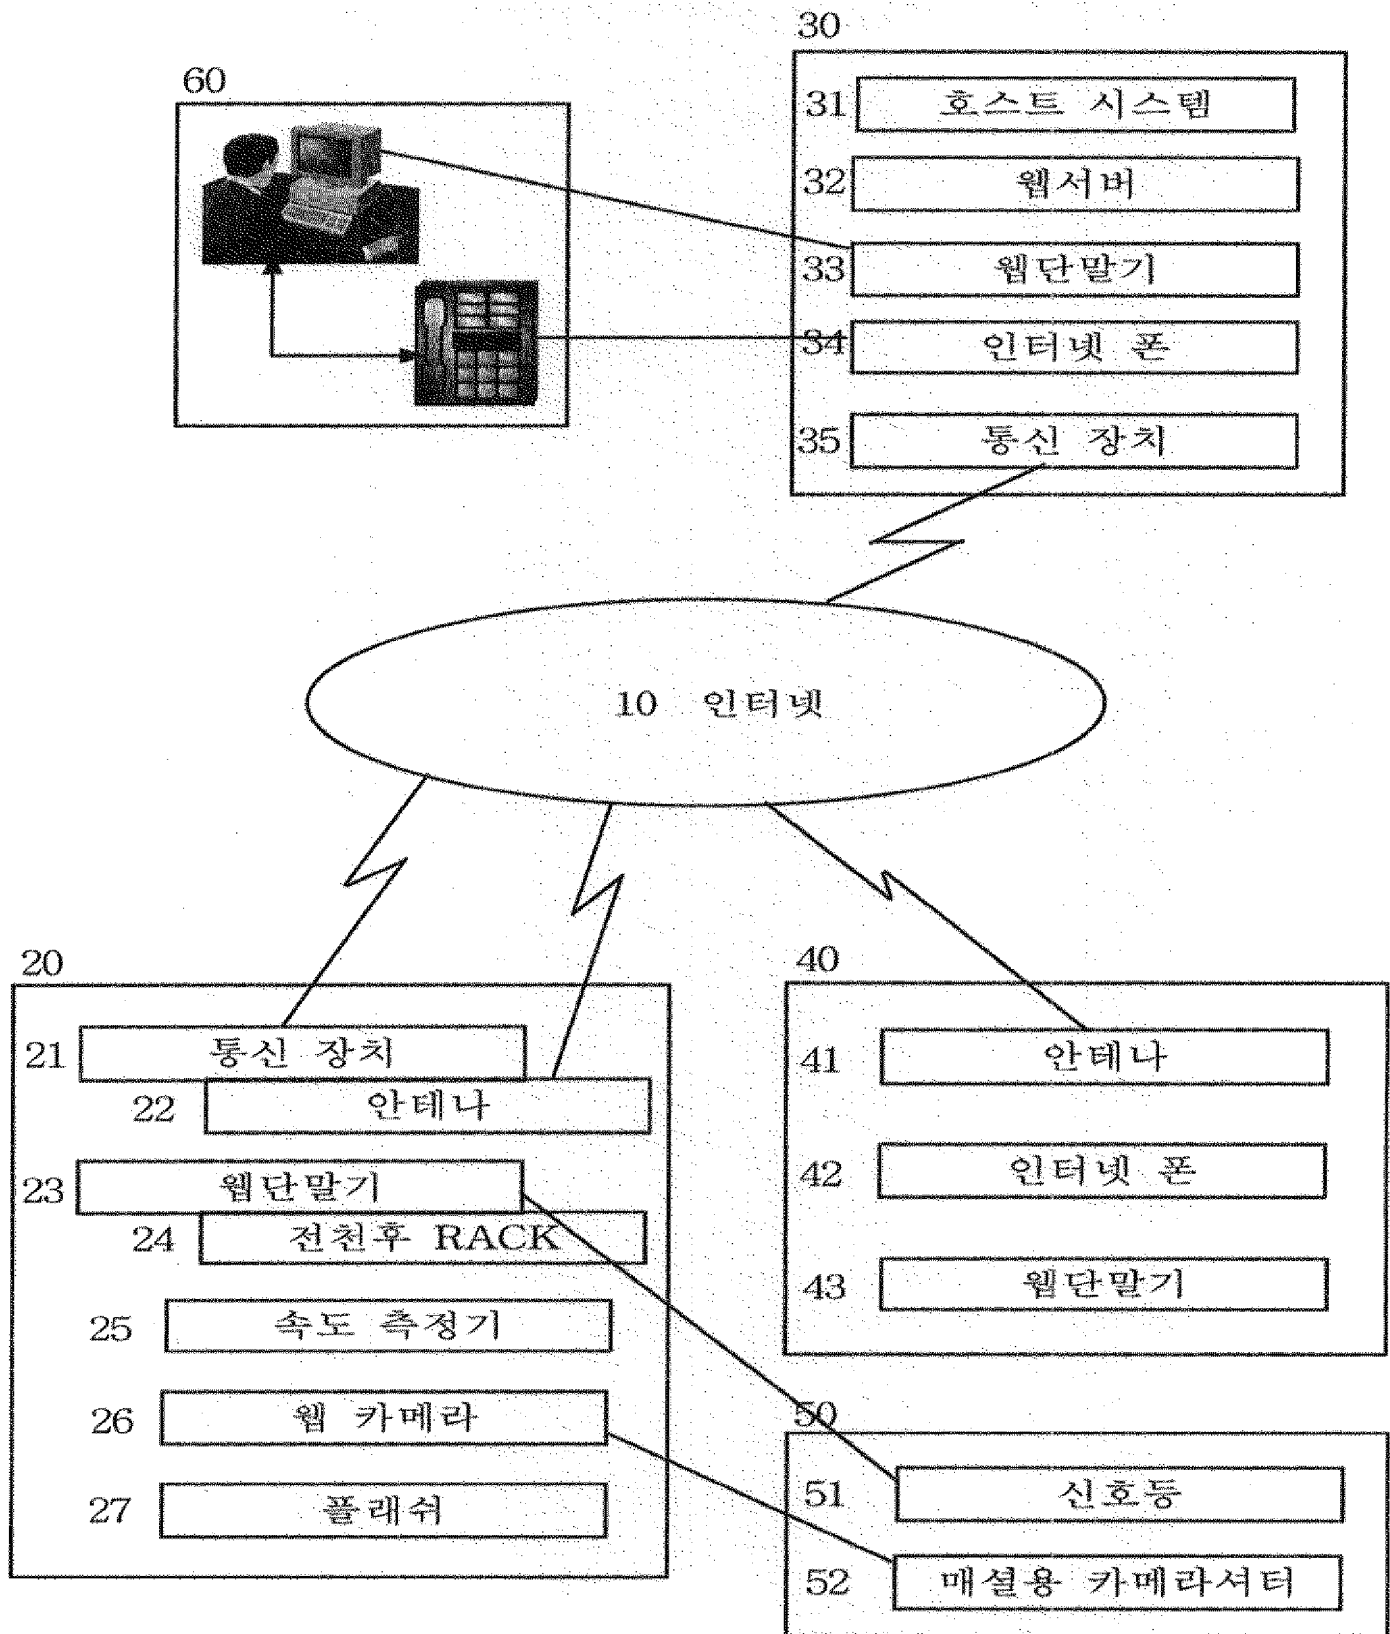 30
60
31 호스트 시스템
32 웹서버
33 웹단말기
34 인터넷 폰
35 통신 장치
10 인터넷
20
21 통신 장치
22 안테나
23 웹단말기
24 전천후 RACK
25 속도 측정기
26 웹 카메라
27 플래쉬
40
41 안테나
42 인터넷 폰
43 웹단말기
50
51 신호등
52 매설용 카메라셔터